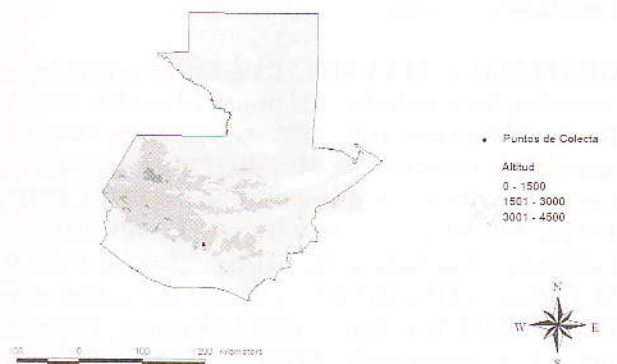 Puntos de Colecta
Altitud
0 - 1500
1501 - 3000
3001 - 4500
N
W E
S
100 0 100 200 Kilometers